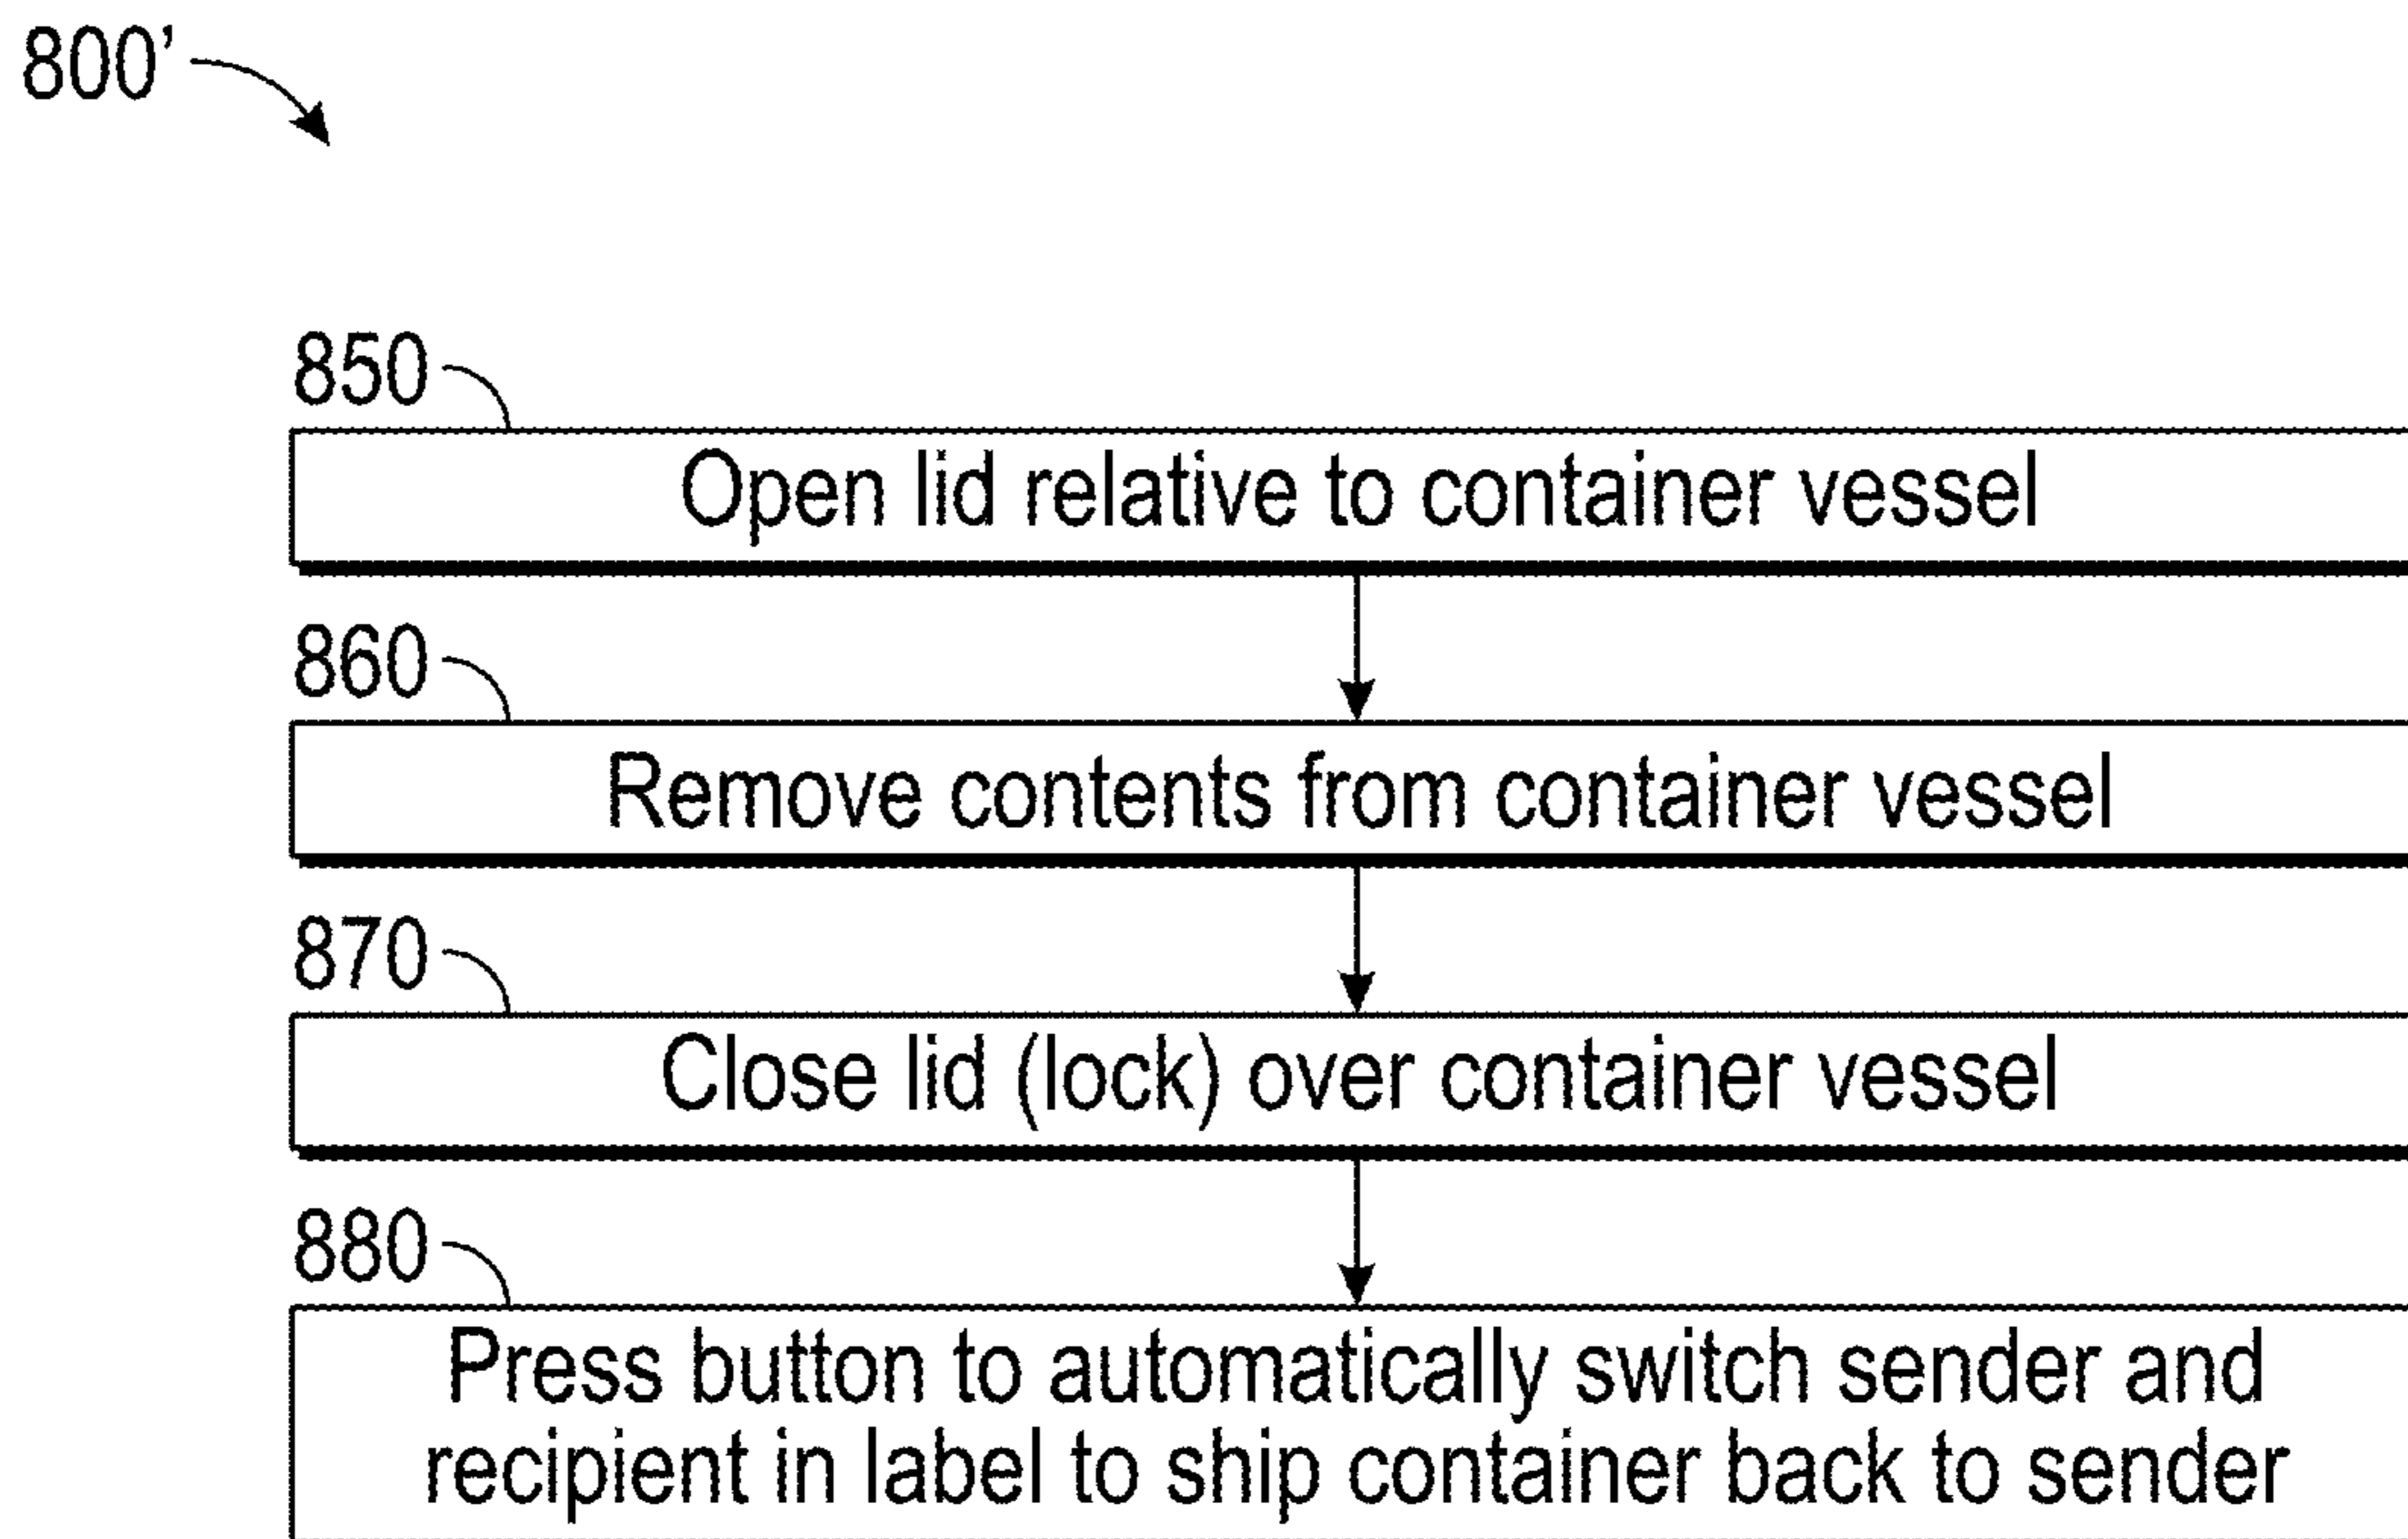 800’
850
Open lid relative to container vessel
860
Remove contents from container vessel
870
Close lid (lock) over container vessel
880
Press button to automatically switch sender and
recipient in label to ship container back to sender